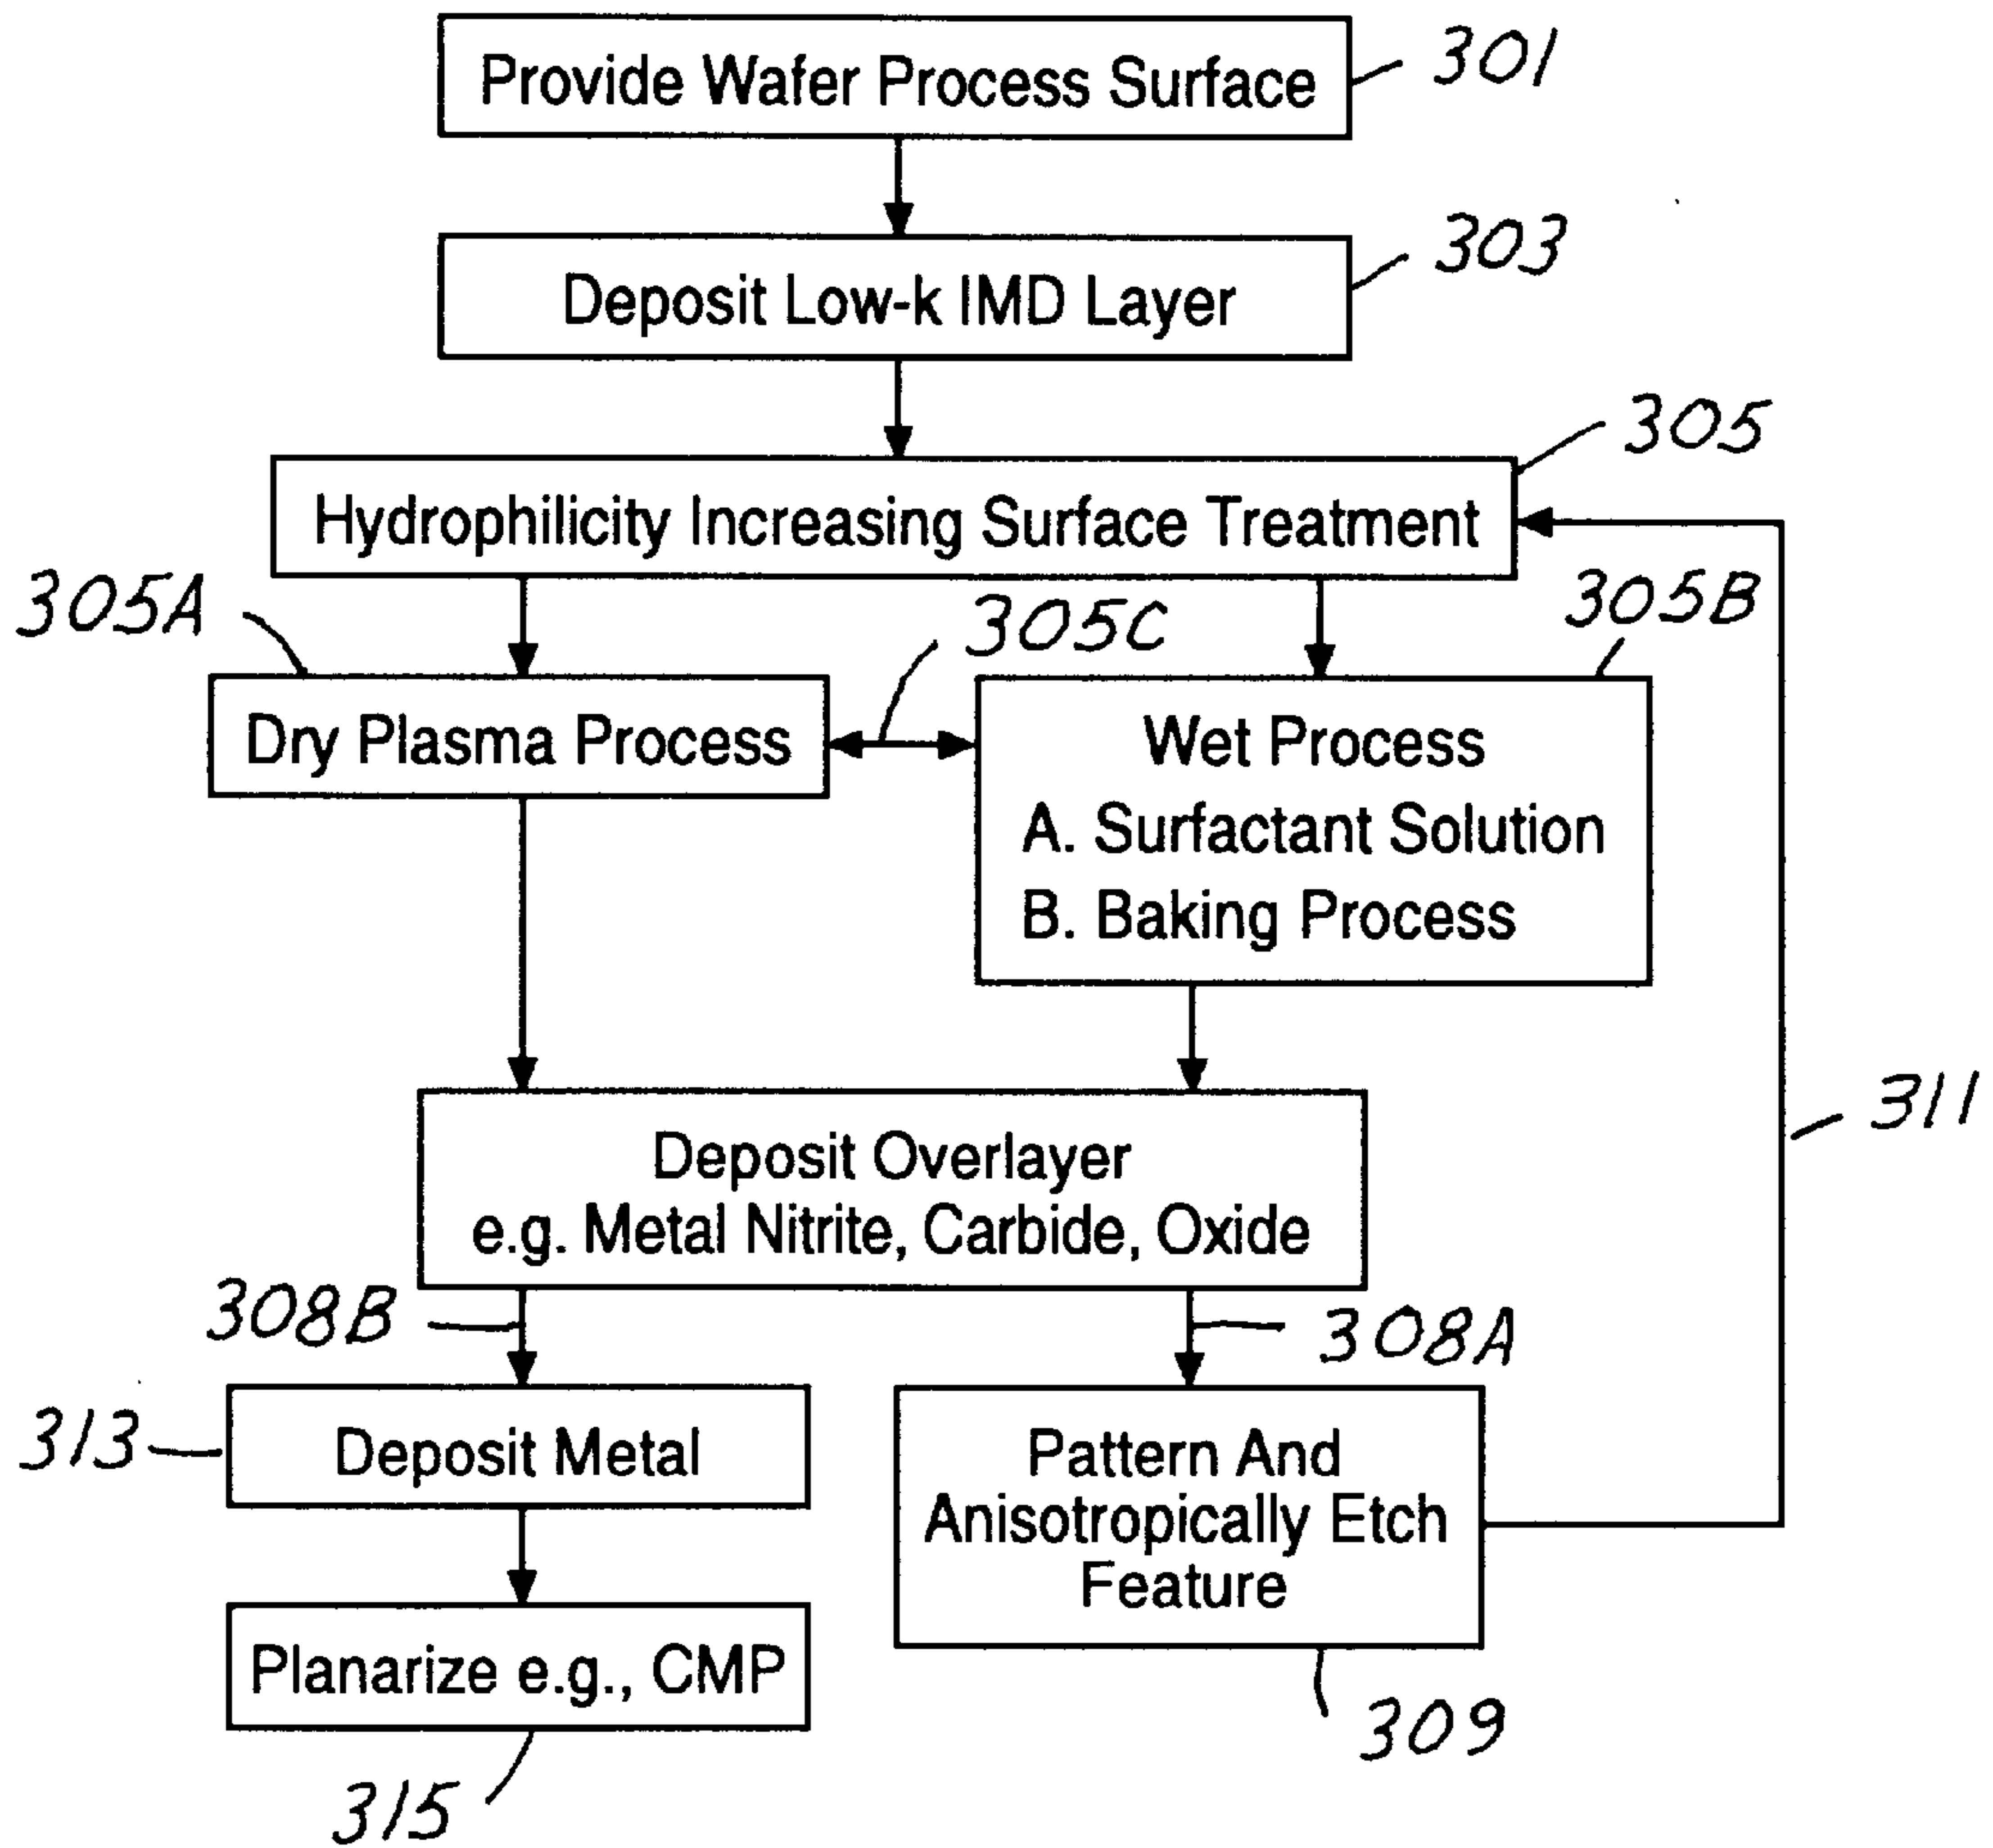 Provide Wafer Process Surface
301
Deposit Low-k IMD Layer
303
305
Hydrophilicity Increasing Surface Treatment
305A
305C
305B
Dry Plasma Process
Wet Process
A. Surfactant Solution
B. Baking Process
311
Deposit Overlayer
e.g. Metal Nitrite, Carbide, Oxide
308B
308A
313
Deposit Metal
Pattern And
Anisotropically Etch
Feature
Planarize e.g., CMP
309
315